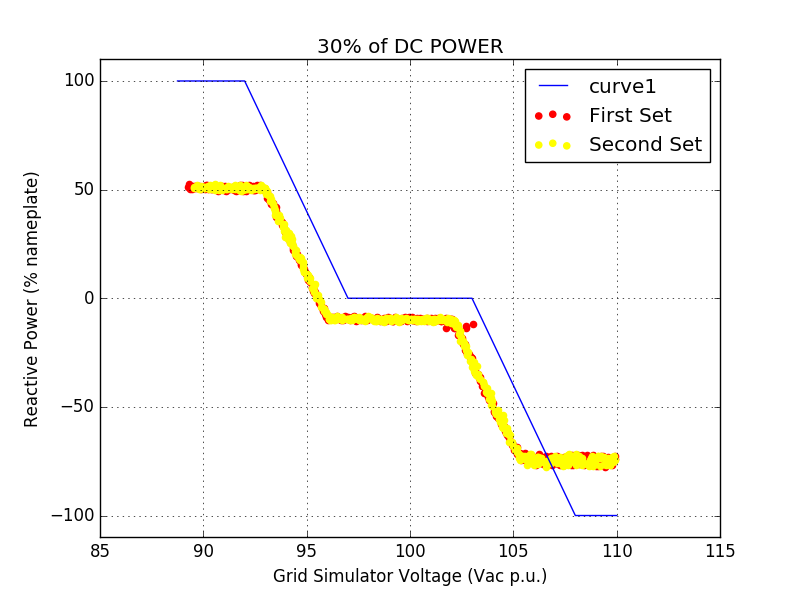 30% of DC POWER
curve1
First Set
Second Set
100
50
0
−50
−100
Reactive Power (% nameplate)
85
90
95
100
105
110
115
Grid Simulator Voltage (Vac p.u.)